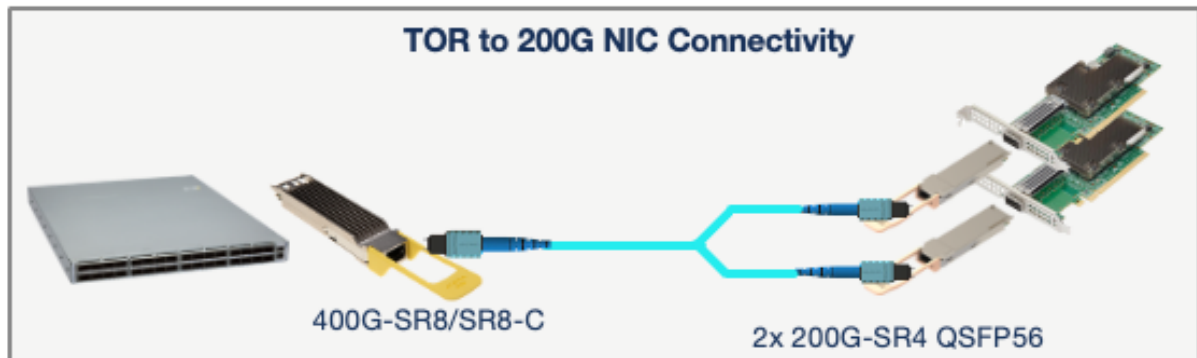 TOR to 200G NIC Connectivity
400G-SR8/SR8-C
2x 200G-SR4 QSFP56